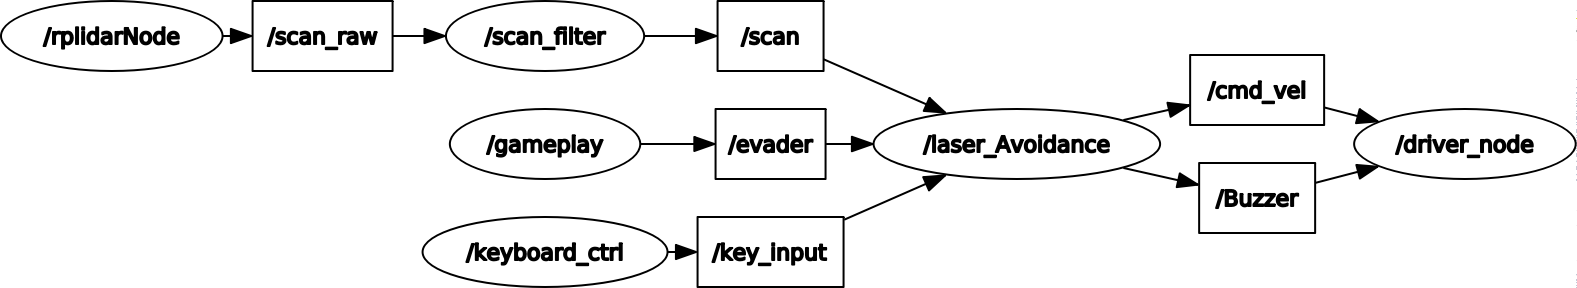 /rplidarNode
/scan_raw
/scan_filter
/scan
/gameplay
/evader
/laser_Avoidance
/cmd_vel
/Buzzer
/driver_node
/keyboard_ctrl
/key_input